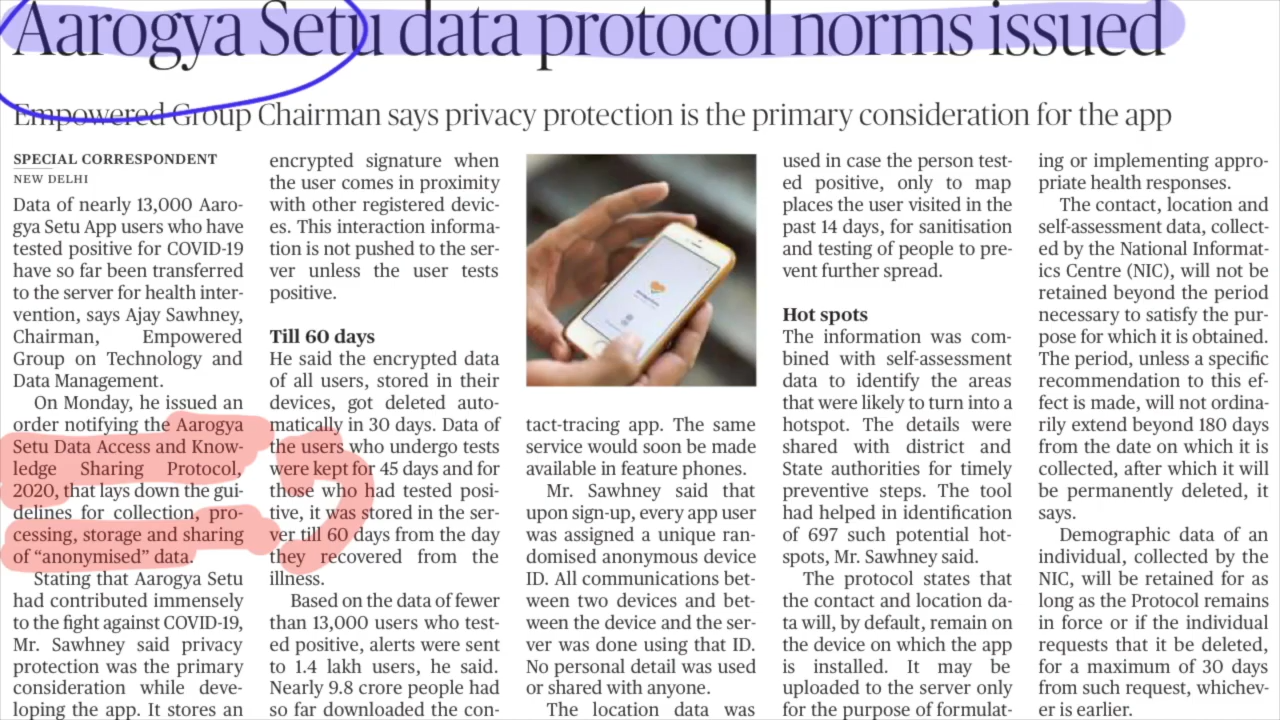 Aarogya Setu data protocol norms issued
Empowered Group Chairman says privacy protection is the primary consideration for the app
SPECIAL CORRESPONDENT
NEW DELHI
Data of nearly 13,000 Aaro-
gya Setu App users who have
tested positive for COVID-19
have so far been transferred
to the server for health inter-
vention, says Ajay Sawhney,
Chairman, Empowered
Group on Technology and
Data Management.
On Monday, he issued an
order notifying the Aarogya
Setu Data Access and Know-
ledge Sharing Protocol,
2020, that lays down the gui-
delines for collection, pro-
cessing, storage and sharing
of “anonymised” data.
Stating that Aarogya Setu
had contributed immensely
to the fight against COVID-19,
Mr. Sawhney said privacy
protection was the primary
consideration while deve-
loping the app. It stores an
encrypted signature when
the user comes in proximity
with other registered devic-
es. This interaction informa-
tion is not pushed to the ser-
ver unless the user tests
positive.
Till 60 days
He said the encrypted data
of all users, stored in their
devices, got deleted auto-
matically in 30 days. Data of
the users who undergo tests
were kept for 45 days and for
those who had tested posi-
tive, it was stored in the ser-
ver till 60 days from the day
they recovered from the
illness.
Based on the data of fewer
than 13,000 users who test-
ed positive, alerts were sent
to 1.4 lakh users, he said.
Nearly 9.8 crore people had
so far downloaded the con-
tact-tracing app. The same
service would soon be made
available in feature phones.
Mr. Sawhney said that
upon sign-up, every app user
was assigned a unique ran-
domised anonymous device
ID. All communications bet-
ween two devices and bet-
ween the device and the ser-
ver was done using that ID.
No personal detail was used
or shared with anyone.
The location data was
used in case the person test-
ed positive, only to map
places the user visited in the
past 14 days, for sanitisation
and testing of people to pre-
vent further spread.
Hot spots
The information was com-
bined with self-assessment
data to identify the areas
that were likely to turn into a
hotspot. The details were
shared with district and
State authorities for timely
preventive steps. The tool
had helped in identification
of 697 such potential hot-
spots, Mr. Sawhney said.
The protocol states that
the contact and location da-
ta will, by default, remain on
the device on which the app
is installed. It may be
uploaded to the server only
for the purpose of formulat-
ing or implementing appro-
priate health responses.
The contact, location and
self-assessment data, collect-
ed by the National Informat-
ics Centre (NIC), will not be
retained beyond the period
necessary to satisfy the pur-
pose for which it is obtained.
The period, unless a specific
recommendation to this ef-
fect is made, will not ordina-
rily extend beyond 180 days
from the date on which it is
collected, after which it will
be permanently deleted, it
says.
Demographic data of an
individual, collected by the
NIC, will be retained for as
long as the Protocol remains
in force or if the individual
requests that it be deleted,
for a maximum of 30 days
from such request, whichev-
er is earlier.